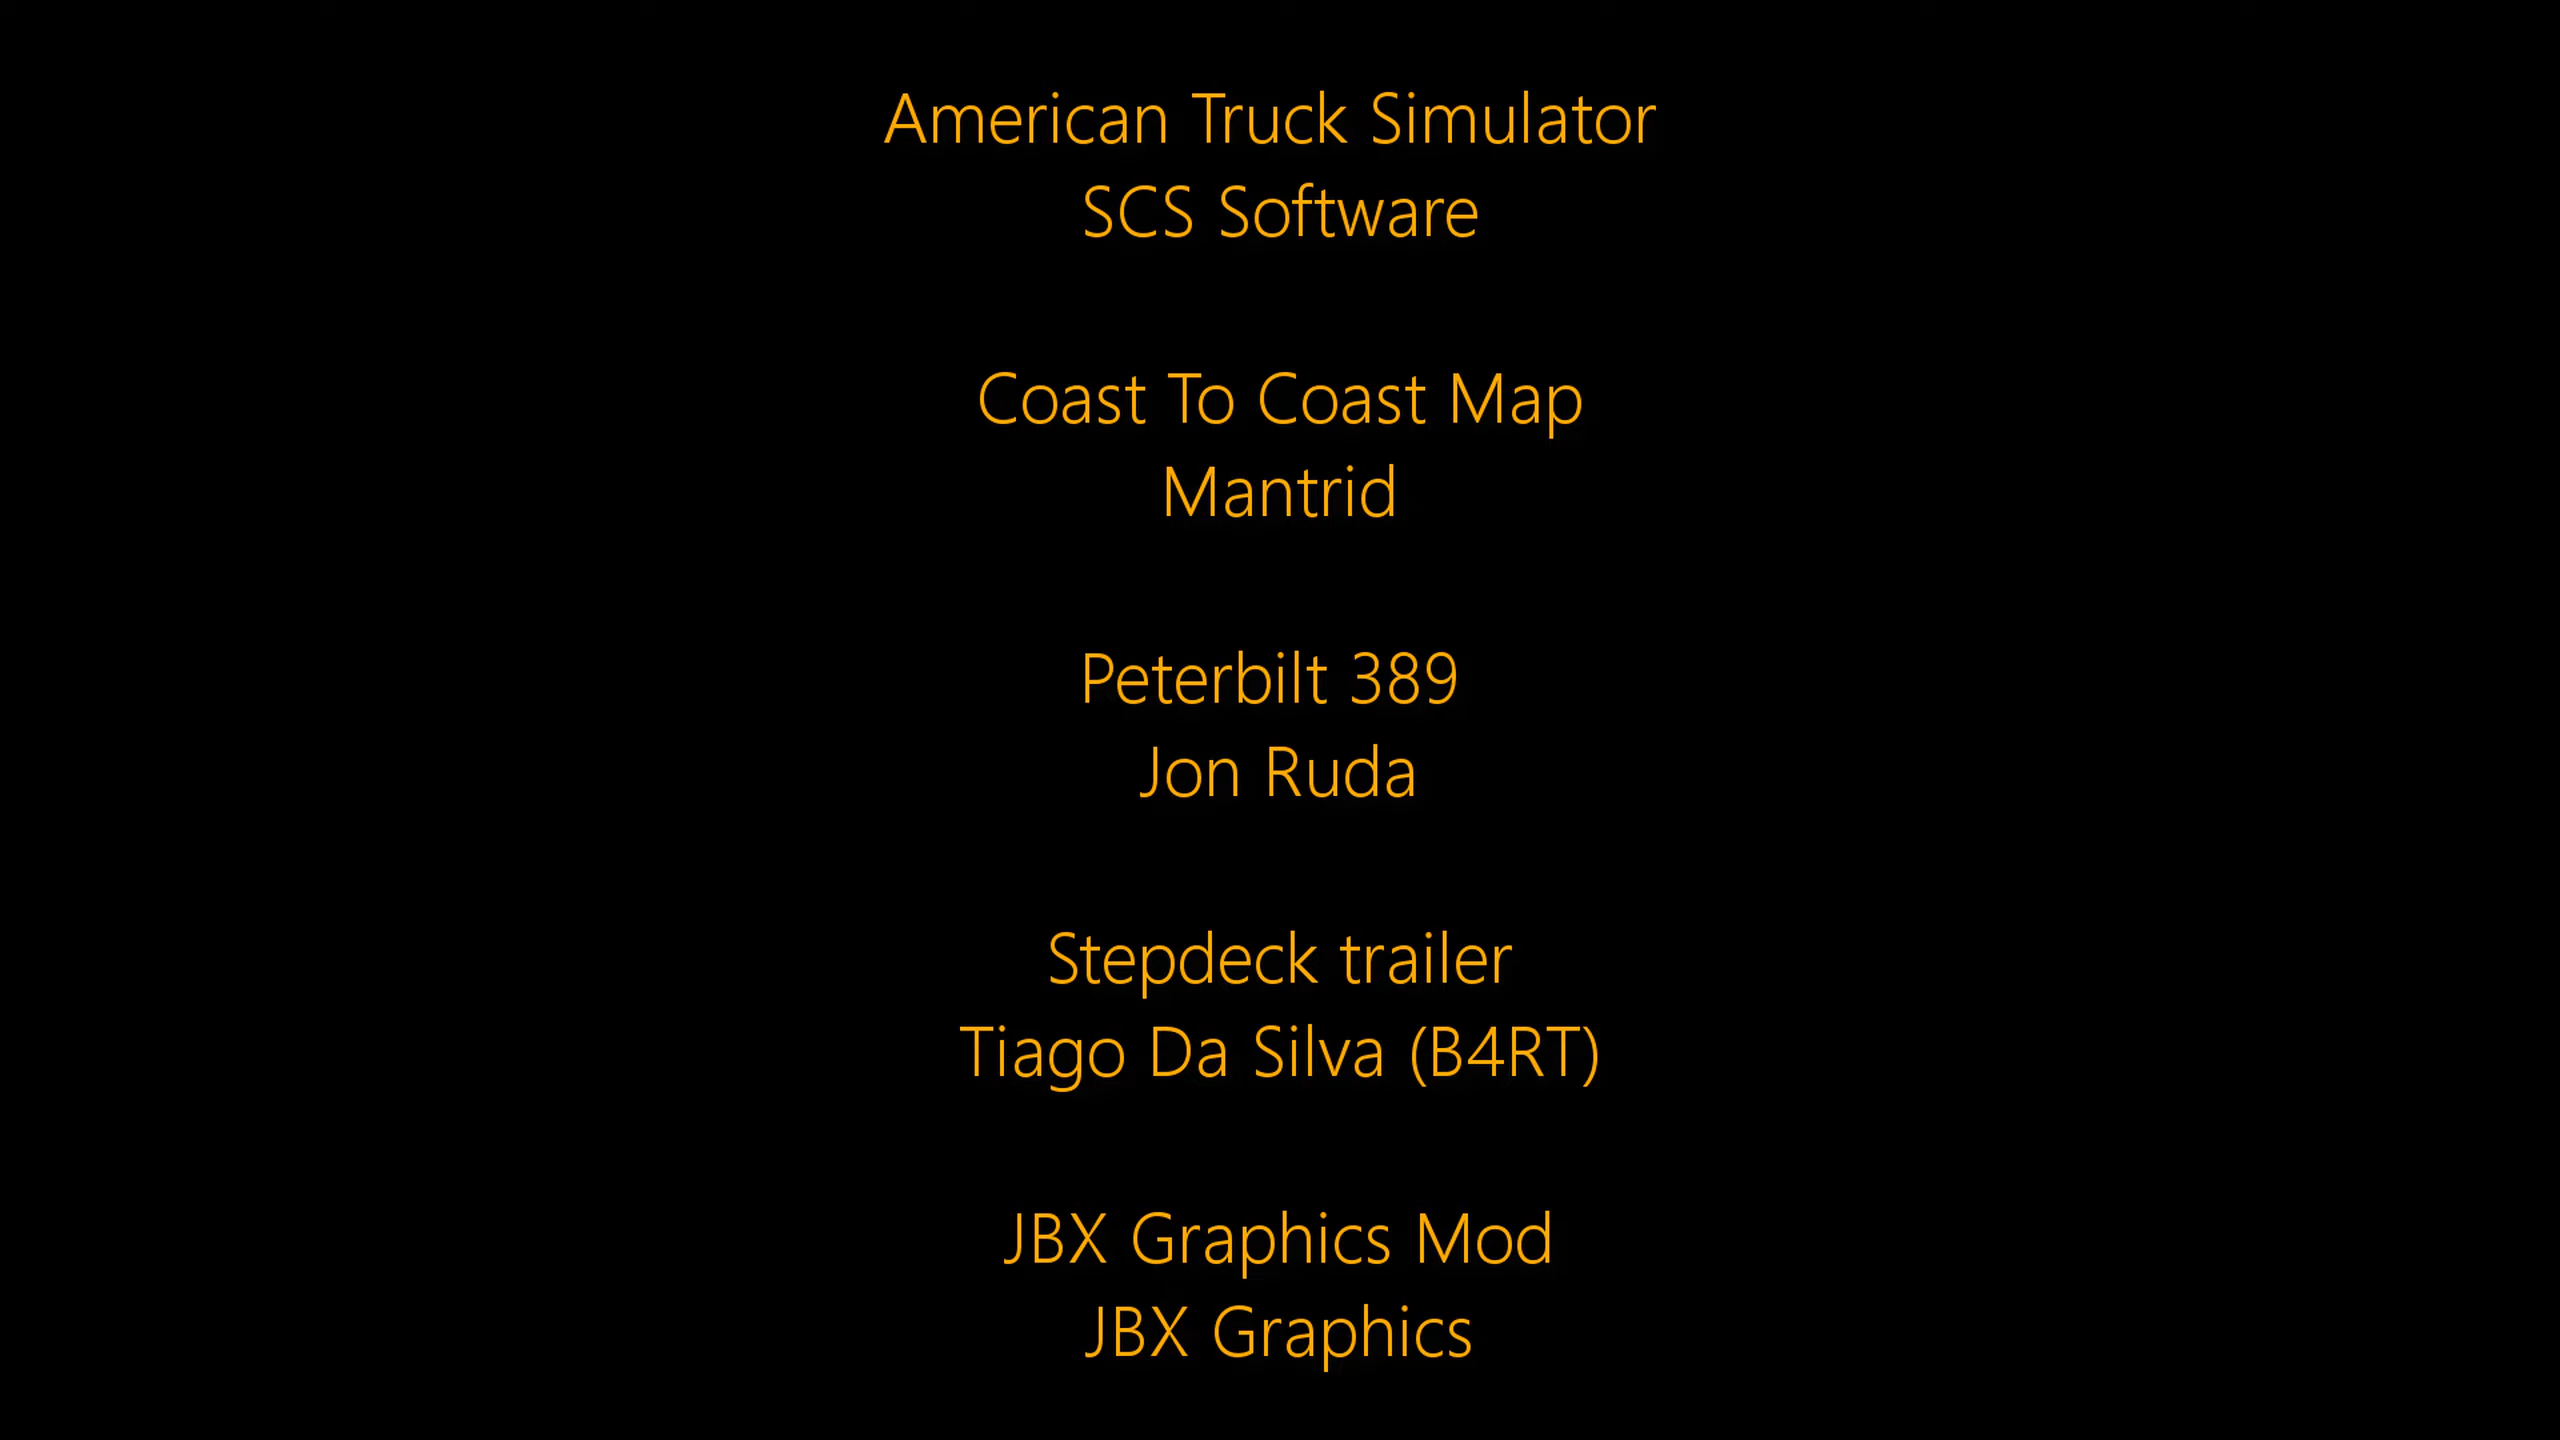 American Truck Simulator
SCS Software
Coast To Coast Map
Mantrid
Peterbilt 389
Jon Ruda
Stepdeck trailer
Tiago Da Silva (B4RT)
JBX Graphics Mod
JBX Graphics